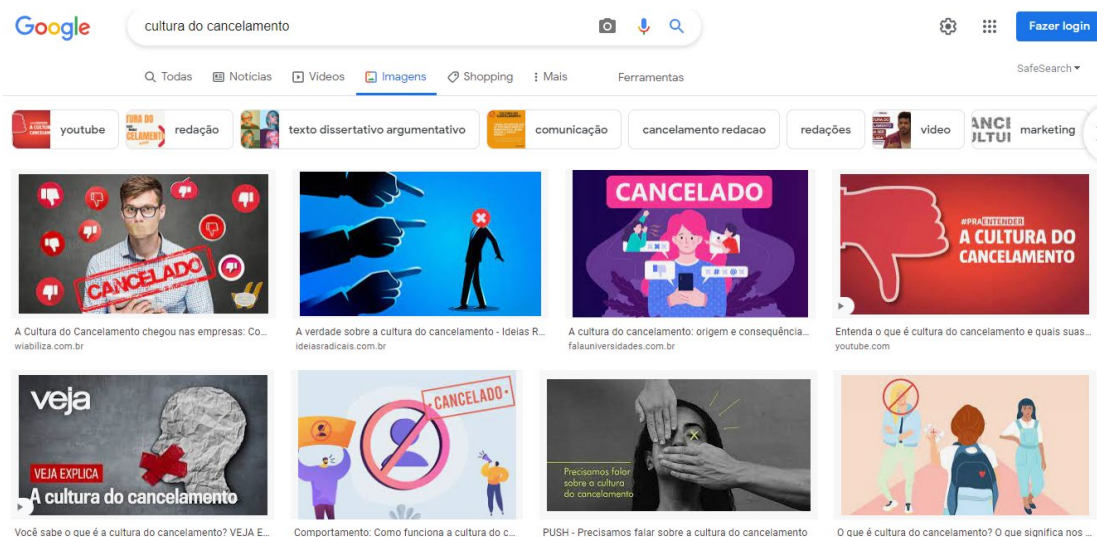 Google
cultura do cancelamento
Fazer login
Todas
Notícias
Vídeos
Imagens
Shopping
Mais
Ferramentas
SafeSearch
youtube
redação
texto dissertativo argumentativo
comunicação
cancelamento redacao
redações
video
marketing
CANCELADO
CANCELADO
#PRAENTENDER
A CULTURA DO
CANCELAMENTO
A Cultura do Cancelamento chegou nas empresas: Co...
wiabiliza.com.br
A verdade sobre a cultura do cancelamento - Ideias R...
ideiasradicais.com.br
A cultura do cancelamento: origem e consequência...
falauniversidades.com.br
Entenda o que é cultura do cancelamento e quais suas...
youtube.com
veja
VEJA EXPLICA
A cultura do cancelamento
CANCELADO
Precisamos falar
sobre a cultura
do cancelamento
Você sabe o que é a cultura do cancelamento? VEJA E...
Comportamento: Como funciona a cultura do c...
PUSH - Precisamos falar sobre a cultura do cancelamento
O que é cultura do cancelamento? O que significa nos ...